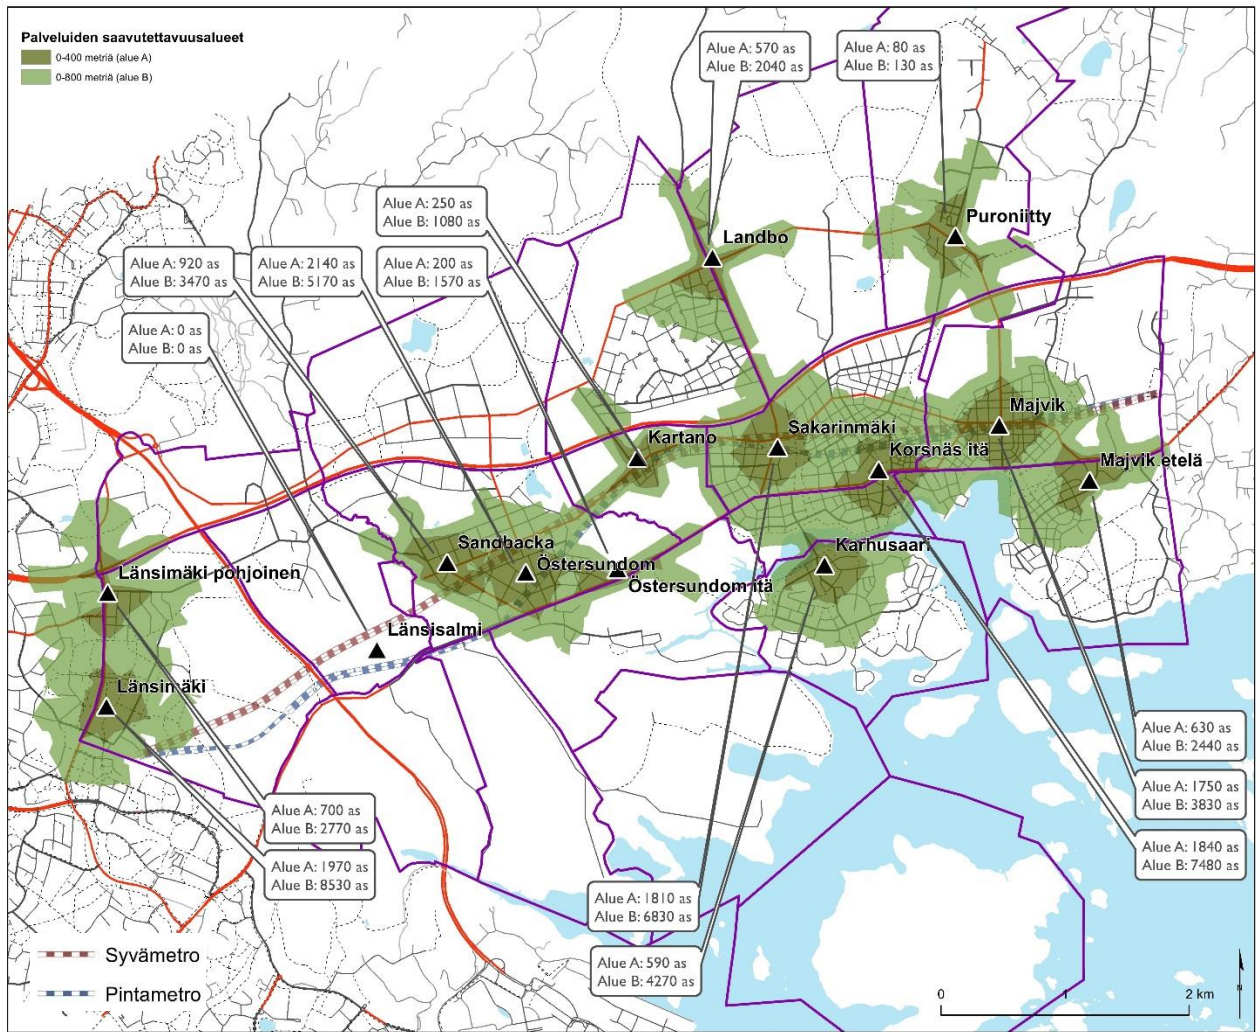 Palveluiden saavutettavuusalueet
0-400 metriä (alue A)
0-800 metriä (alue B)
Alue A: 570 as
Alue B: 2040 as
Alue A: 80 as
Alue B: 130 as
Alue A: 250 as
Alue B: 1080 as
Alue A: 920 as
Alue B: 3470 as
Alue A: 2140 as
Alue B: 5170 as
Alue A: 200 as
Alue B: 1570 as
Alue A: 0 as
Alue B: 0 as
Landbo
Puroniitty
Kartano
Sakarinmäki
Majvik
Korsnäs itä
Majvik etelä
Sandbacka
Östersundom
Östersundom itä
Karhusaari
Länsimäki pohjoinen
Länsisalmi
Länsimäki
Alue A: 630 as
Alue B: 2440 as
Alue A: 1750 as
Alue B: 3830 as
Alue A: 1840 as
Alue B: 7480 as
Alue A: 700 as
Alue B: 2770 as
Alue A: 1970 as
Alue B: 8530 as
Alue A: 1810 as
Alue B: 6830 as
Alue A: 590 as
Alue B: 4270 as
Syvämetro
Pintametro
0 1 2 km
N